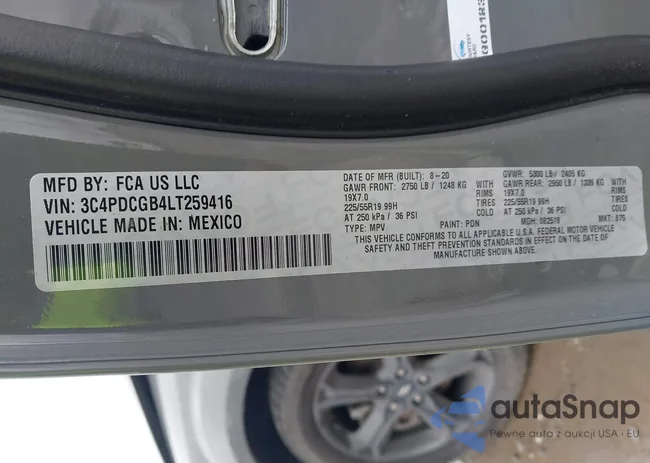 MFD BY: FCA US LLC
VIN: 3C4PDCGB4LT259416
VEHICLE MADE IN: MEXICO
DATE OF MFR (BUILT): 8-20
GVWR: 5300 LB / 2405 KG
GAWR FRONT: 2750 LB / 1248 KG WITH
GAWR REAR: 2950 LB / 1339 KG WITH
19X7.0 RIMS
19X7.0 RIMS
225/55R19 99H TIRES
225/55R19 99H TIRES
AT 250 kPa / 36 PSI COLD
AT 250 kPa / 36 PSI COLD
TYPE: MPV PAINT: PDN MDH: 082519 MKT: 875
THIS VEHICLE CONFORMS TO ALL APPLICABLE U.S.A. FEDERAL MOTOR VEHICLE
SAFETY AND THEFT PREVENTION STANDARDS IN EFFECT ON THE DATE OF
MANUFACTURE SHOWN ABOVE.
autaSnap
Pewne auta z aukcji USA • EU